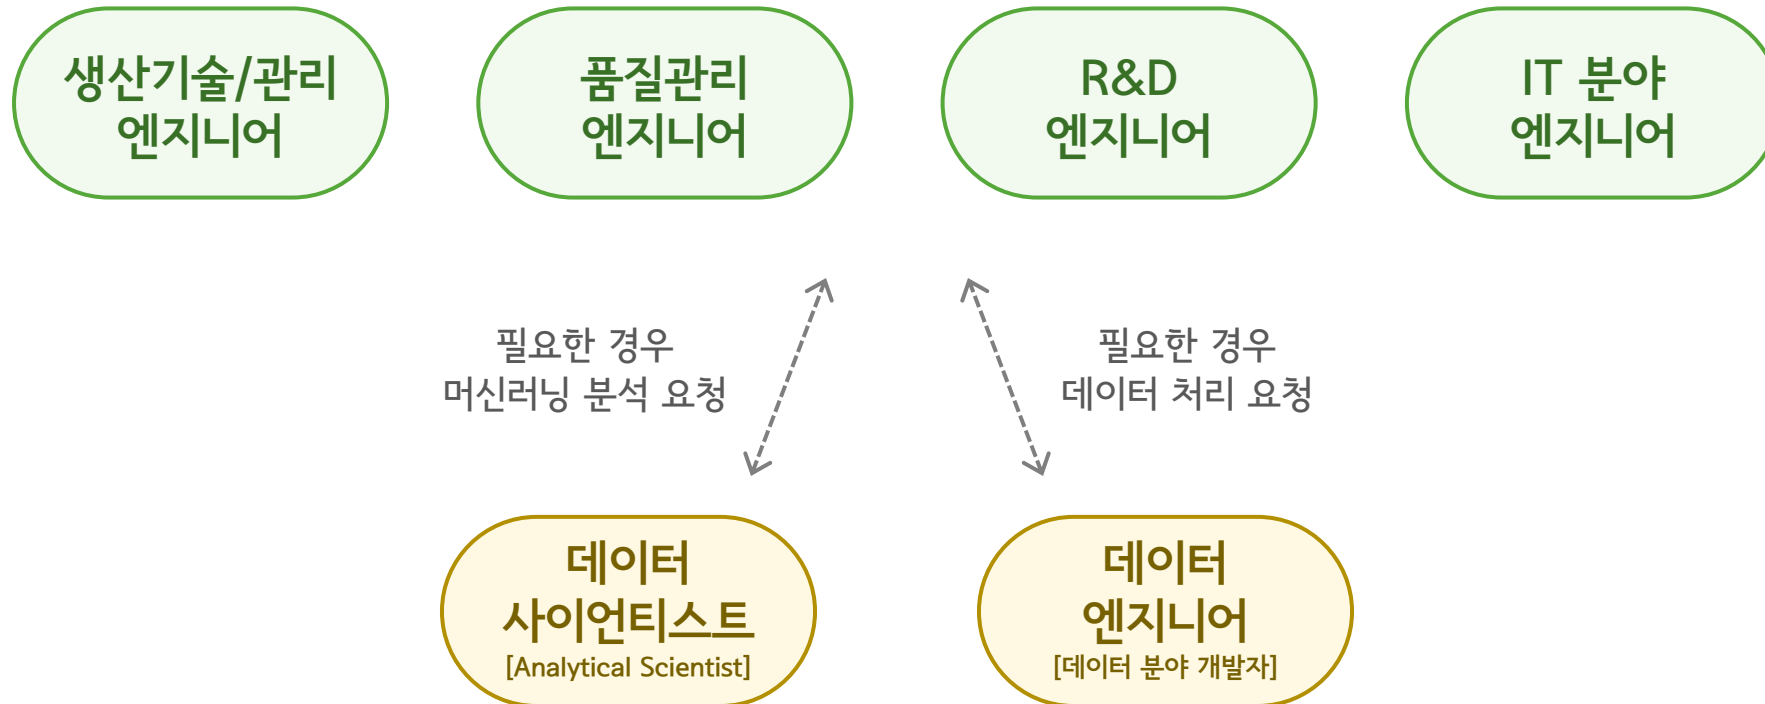 생산기술/관리
엔지니어
품질관리
엔지니어
R&D
엔지니어
IT 분야
엔지니어
필요한 경우
머신러닝 분석 요청
필요한 경우
데이터 처리 요청
데이터
사이언티스트
[Analytical Scientist]
데이터
엔지니어
[데이터 분야 개발자]